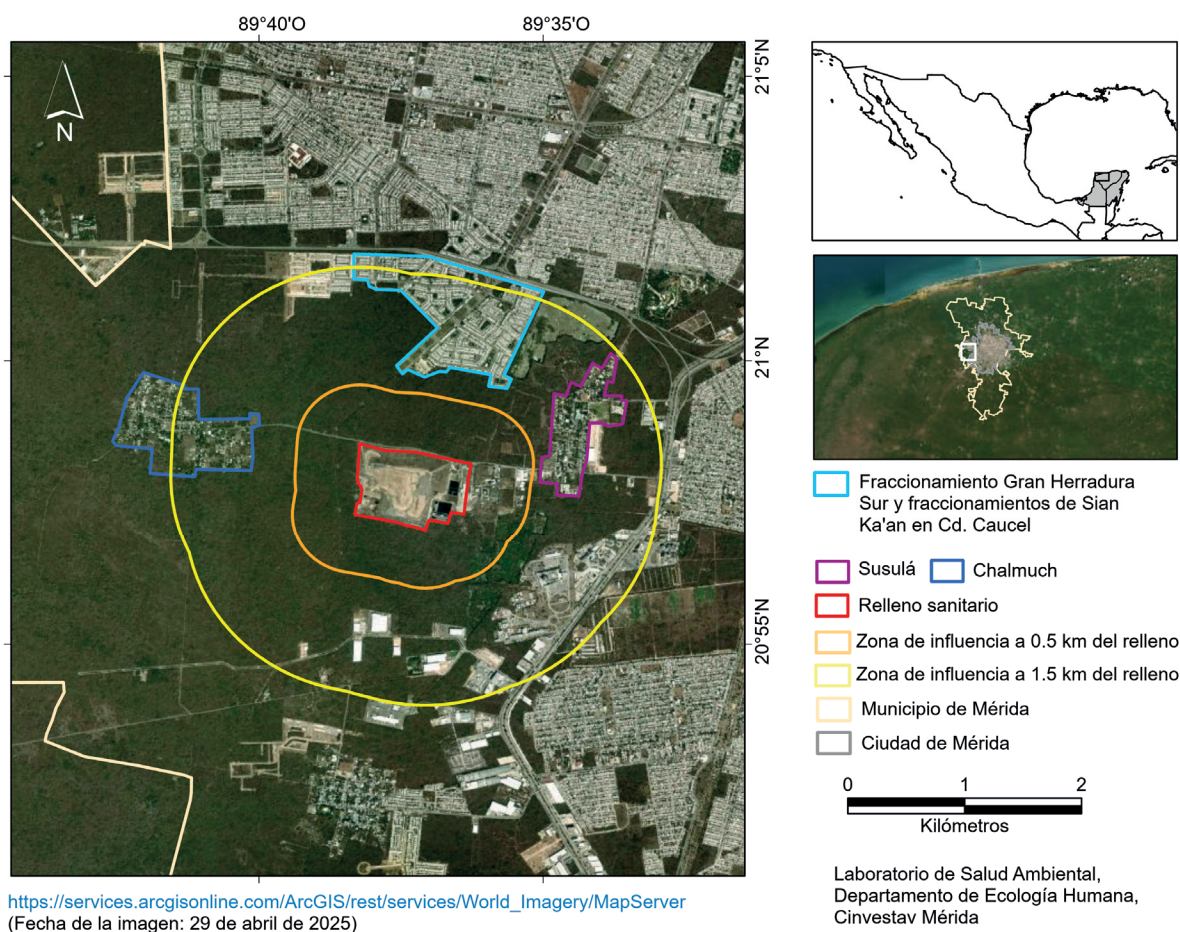 89°40'O
89°35'O
21°5'N
21°N
20°55'N
N
Fraccionamiento Gran Herradura
Sur y fraccionamientos de Sian
Ka'an en Cd. Caucel
Susulá
Chalmuch
Relleno sanitario
Zona de influencia a 0.5 km del relleno
Zona de influencia a 1.5 km del relleno
Municipio de Mérida
Ciudad de Mérida
0 1 2
Kilómetros
Laboratorio de Salud Ambiental,
Departamento de Ecología Humana,
Cinvestav Mérida
https://services.arcgisonline.com/ArcGIS/rest/services/World_Imagery/MapServer
(Fecha de la imagen: 29 de abril de 2025)